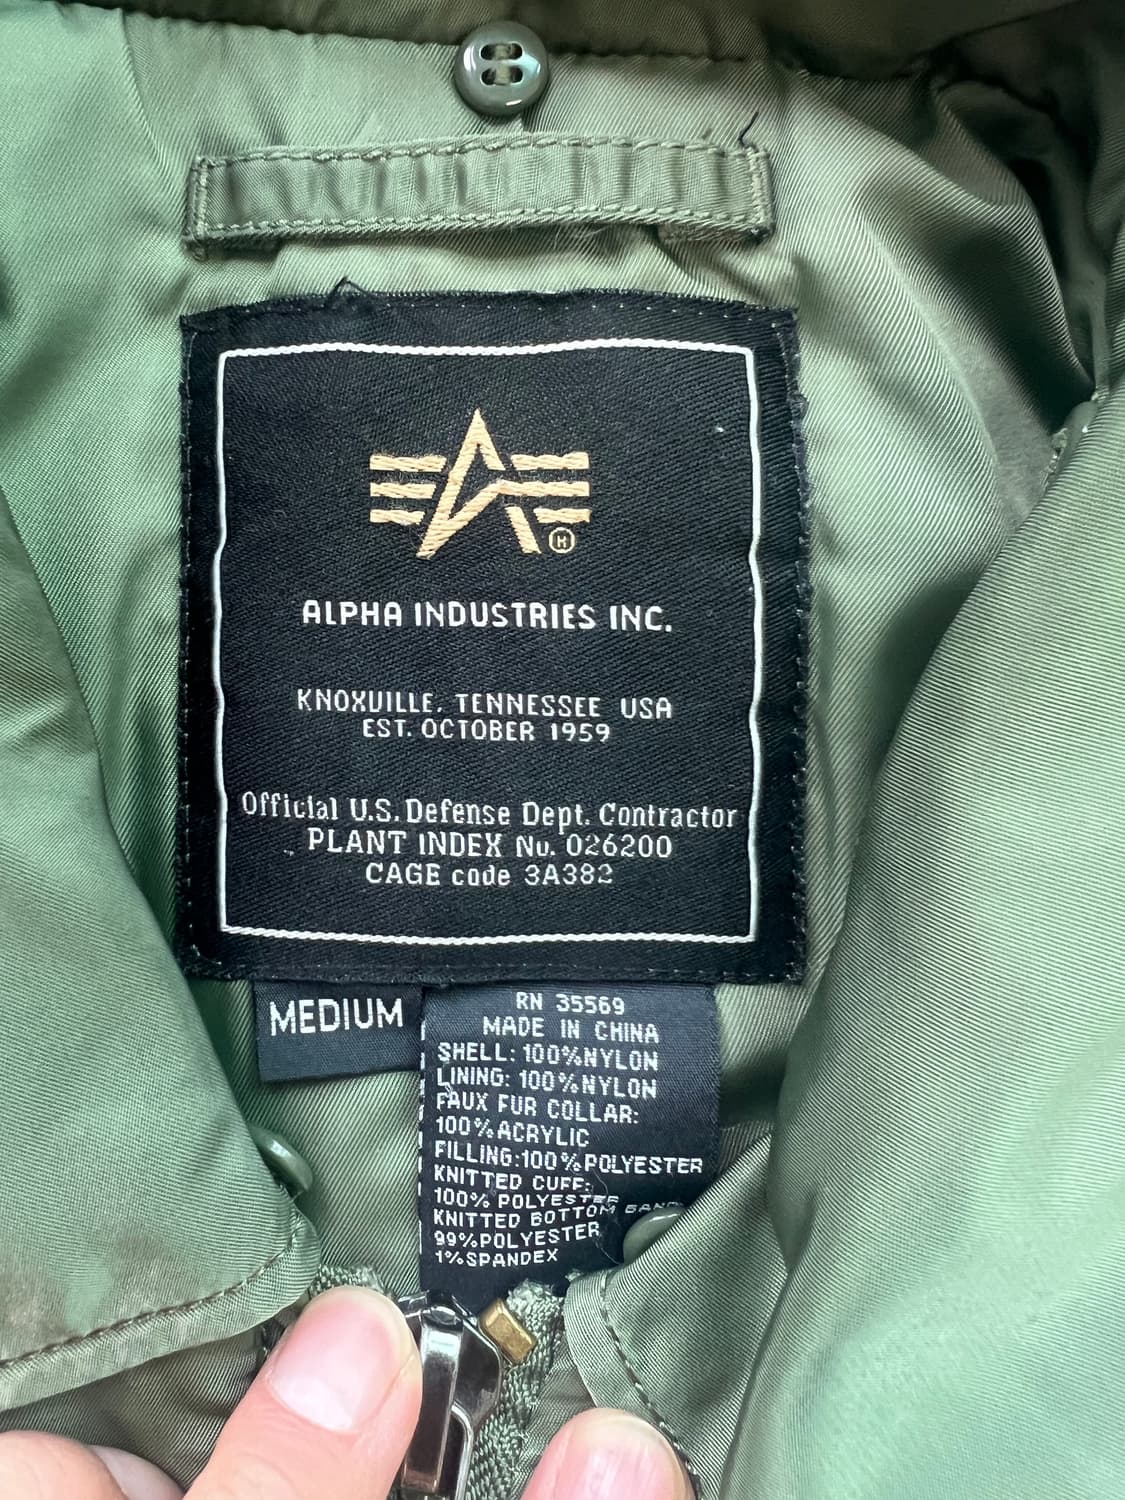 ALPHA INDUSTRIES INC.
KNOXVILLE, TENNESSEE USA
EST. OCTOBER 1959
Official U.S. Defense Dept. Contractor
PLANT INDEX No. 026200
CAGE code 3A382
MEDIUM
RN 35569
MADE IN CHINA
SHELL: 100%NYLON
LINING: 100%NYLON
FAUX FUR COLLAR:
100%ACRYLIC
FILLING:100%POLYESTER
KNITTED CUFF:
100% POLYESTER
KNITTED BOTTOM BAND
99%POLYESTER
1%SPANDEX